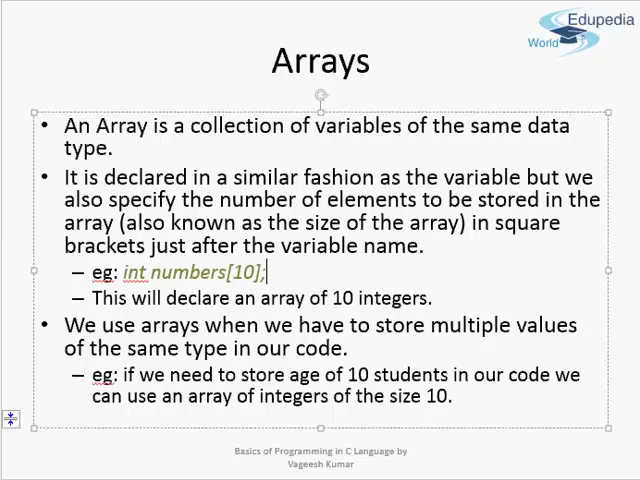 Edupedia
World
Arrays
• An Array is a collection of variables of the same data
type.
• It is declared in a similar fashion as the variable but we
also specify the number of elements to be stored in the
array (also known as the size of the array) in square
brackets just after the variable name.
– eg: int numbers[10];
– This will declare an array of 10 integers.
• We use arrays when we have to store multiple values
of the same type in our code.
– eg: if we need to store age of 10 students in our code we
can use an array of integers of the size 10.
Basics of Programming in C Language by
Vageesh Kumar